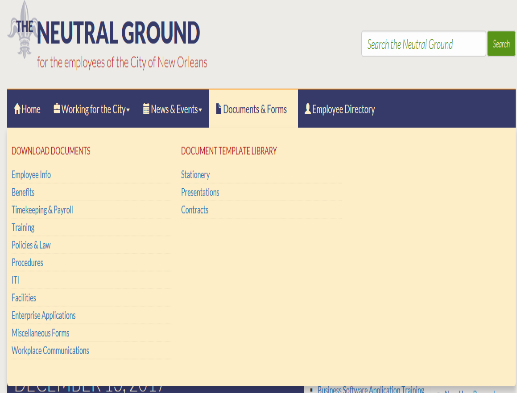 THE NEUTRAL GROUND
for the employees of the City of New Orleans
Search the Neutral Ground
Search
Home Working for the City News & Events Documents & Forms Employee Directory
DOWNLOAD DOCUMENTS
Employee Info
Benefits
Timekeeping & Payroll
Training
Policies & Law
Procedures
ITI
Facilities
Enterprise Applications
Miscellaneous Forms
Workplace Communications
DOCUMENT TEMPLATE LIBRARY
Stationery
Presentations
Contracts
DECEMBER 10, 2017
Business Software Application Training